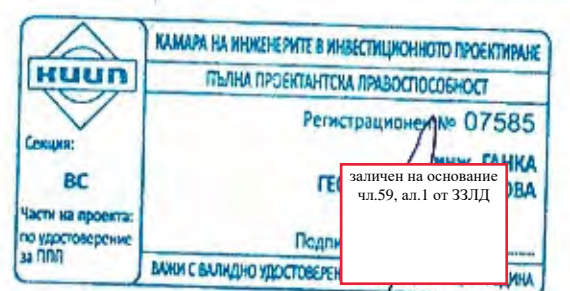 КАМАРА НА ИНЖЕНЕРИТЕ В ИНВЕСТИЦИОННОТО ПРОЕКТИРАНЕ
КИИП
ПЪЛНА ПРОЕКТАНТСКА ПРАВОСПОСОБНОСТ
Регистрационен № 07585
Секция:
ВС
инж. ГАНКА
заличен на основание
чл.59, ал.1 от ЗЗЛД
Части на проекта:
по удостоверение
за ППП
ВАЖИ С ВАЛИДНО